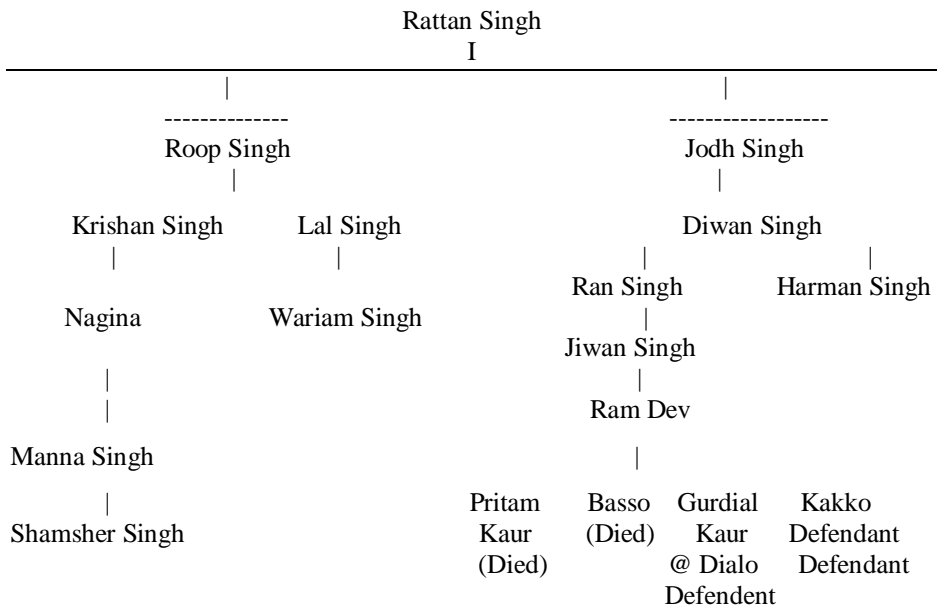 Rattan Singh
I
Roop Singh Jodh Singh
Krishan Singh Lal Singh Diwan Singh
Ran Singh Harman Singh
Nagina Wariam Singh
Jiwan Singh
Ram Dev
Manna Singh
Pritam Basso Gurdial Kakko
Shamsher Singh Kaur (Died) Kaur Defendant
(Died) @ Dialo Defendant
Defendent